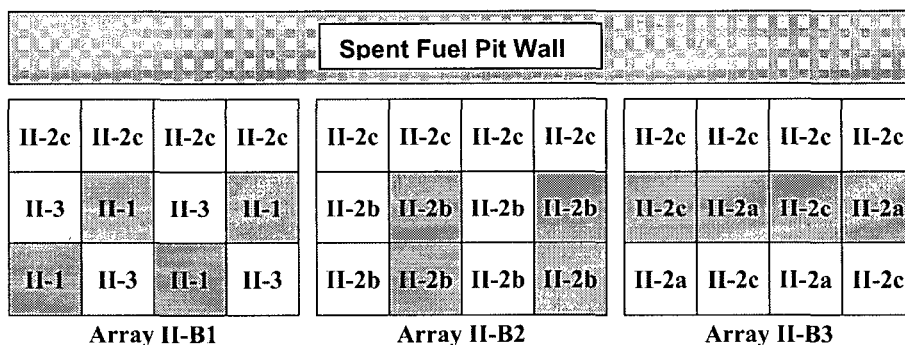 Spent Fuel Pit Wall
II-2c II-2c II-2c II-2c II-2c II-2c II-2c II-2c II-2c II-2c II-2c II-2c
II-3 II-1 II-3 II-1 II-2b II-2b II-2b II-2b II-2c II-2a II-2c II-2a
II-1 II-3 II-1 II-3 II-2b II-2b II-2b II-2b II-2a II-2c II-2a II-2c
Array II-B1 Array II-B2 Array II-B3